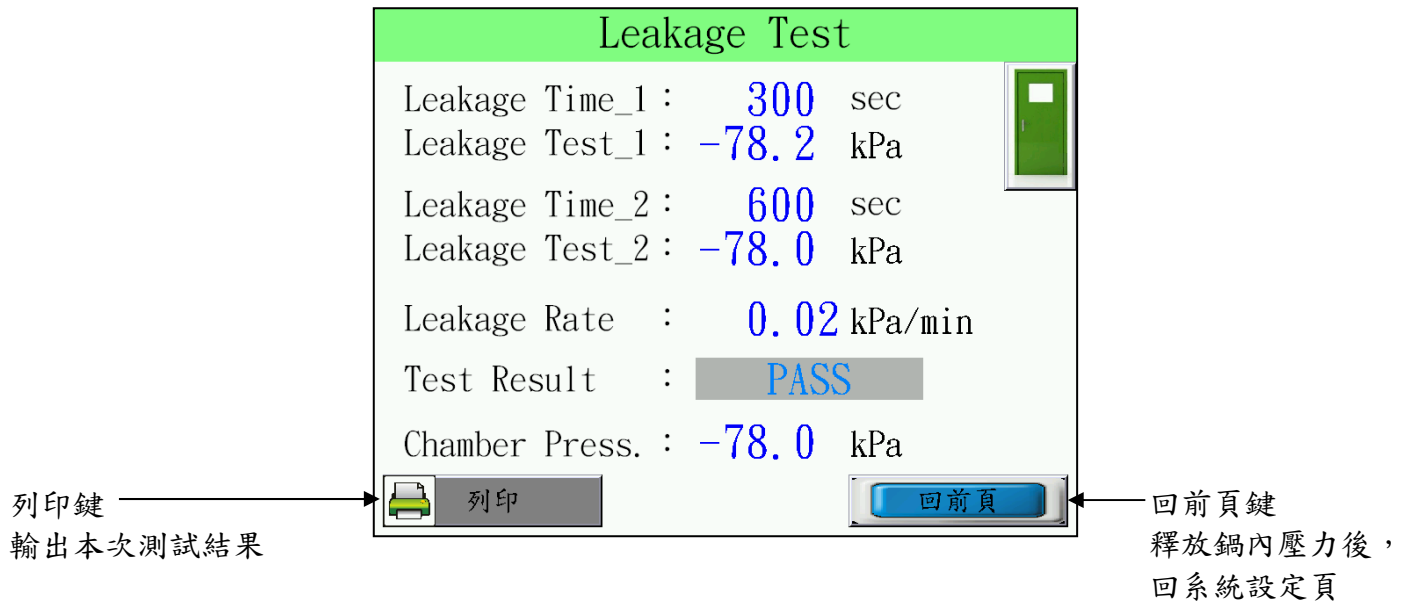 Leakage Test
Leakage Time_1： 300 sec
Leakage Test_1： -78.2 kPa
Leakage Time_2： 600 sec
Leakage Test_2： -78.0 kPa
Leakage Rate ： 0.02 kPa/min
Test Result ： PASS
Chamber Press.： -78.0 kPa
列印
回前頁
列印鍵
輸出本次測試結果
回前頁鍵
釋放鍋內壓力後，
回系統設定頁